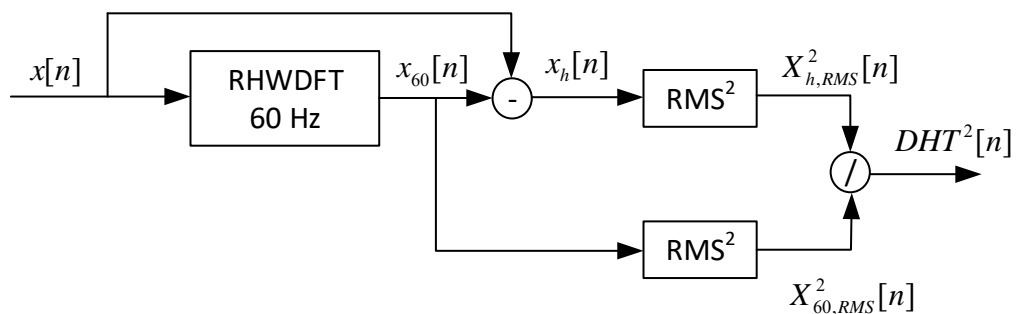 x[n]
RHWDFT
60 Hz
x₆₀[n]
-
xₕ[n]
RMS²
X²ₕ,RMS[n]
/
DHT²[n]
RMS²
X²₆₀,RMS[n]